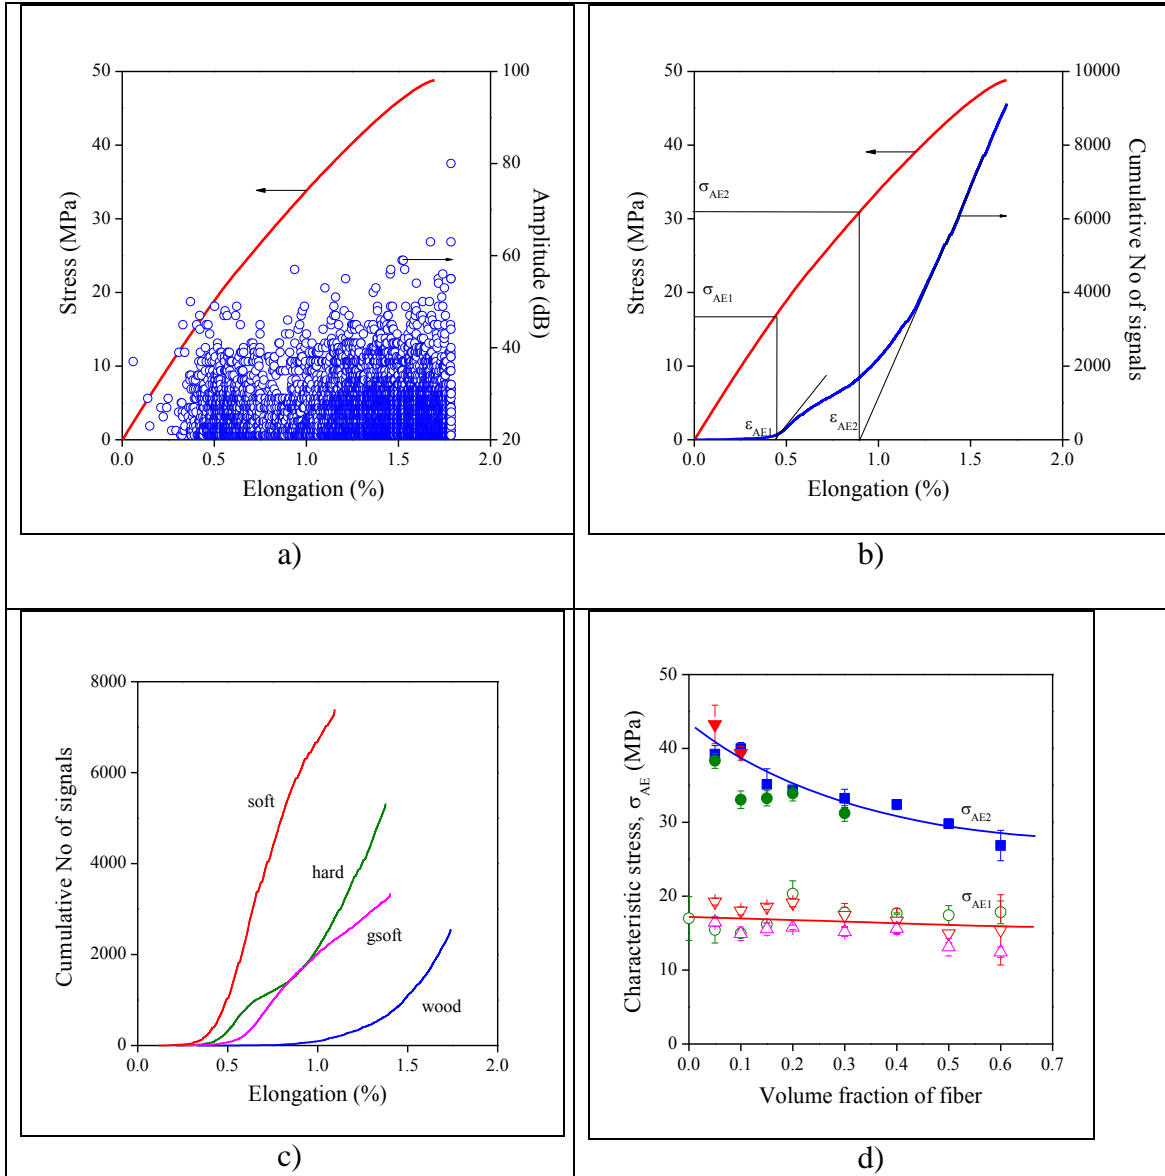 50
40
30
20
10
0
Stress (MPa)
100
80
60
40
20
Amplitude (dB)
0.0 0.5 1.0 1.5 2.0
Elongation (%)
a)
50
40
30
20
10
0
Stress (MPa)
σAE2
σAE1
εAE1
εAE2
10000
8000
6000
4000
2000
0
Cumulative No of signals
0.0 0.5 1.0 1.5 2.0
Elongation (%)
b)
8000
6000
4000
2000
0
Cumulative No of signals
soft
hard
gsoft
wood
0.0 0.5 1.0 1.5 2.0
Elongation (%)
c)
50
40
30
20
10
0
Characteristic stress, σAE (MPa)
σAE2
σAE1
0.0 0.1 0.2 0.3 0.4 0.5 0.6 0.7
Volume fraction of fiber
d)